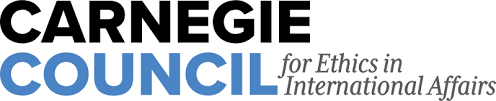 CARNEGIE
COUNCIL for Ethics in
International Affairs